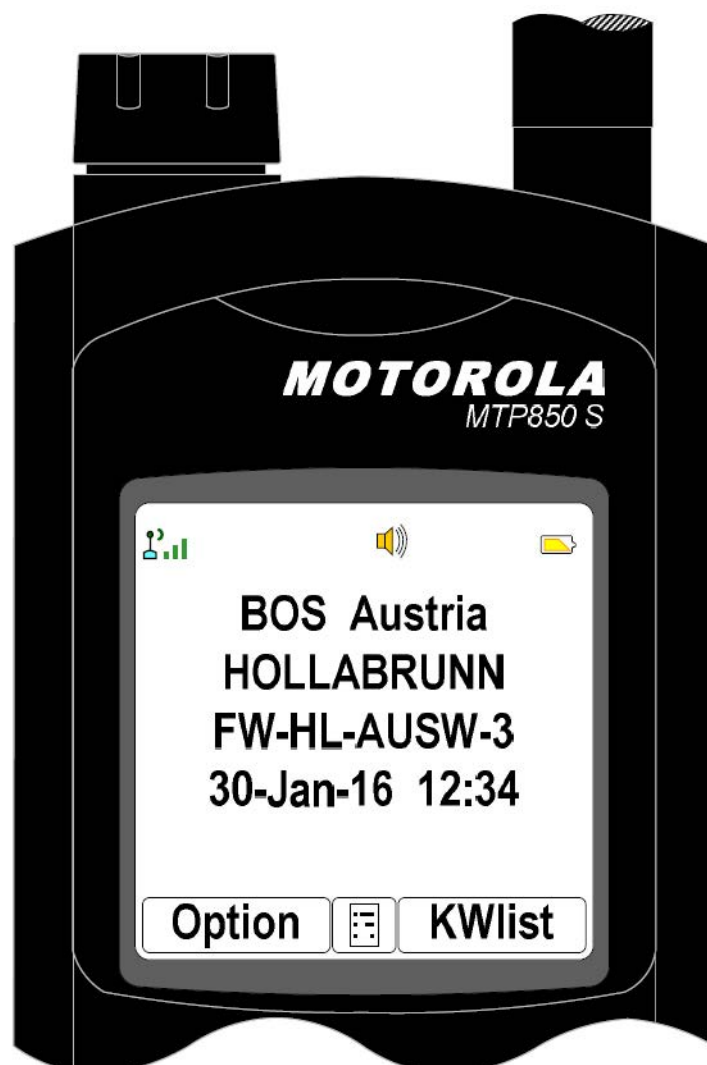 MOTOROLA
MTP850 S
BOS Austria
HOLLABRUNN
FW-HL-AUSW-3
30-Jan-16 12:34
Option KWlist